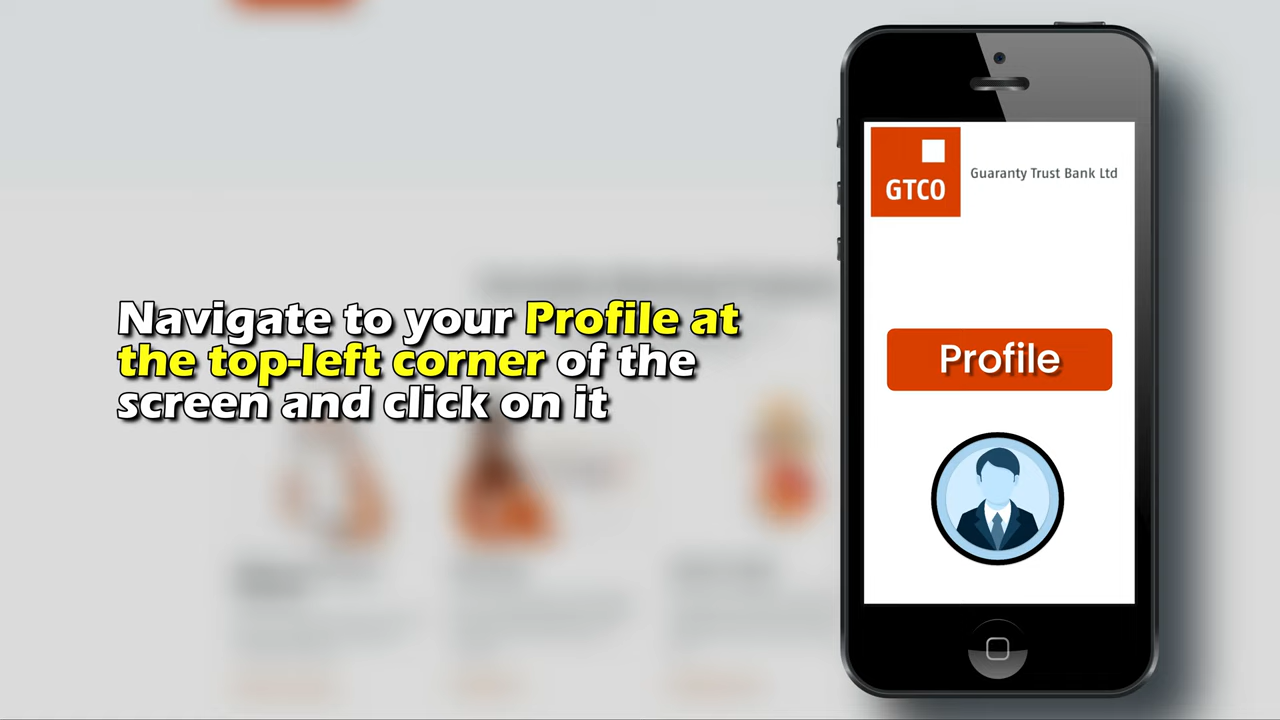 Navigate to your Profile at
the top-left corner of the
screen and click on it
GTCO
Guaranty Trust Bank Ltd
Profile